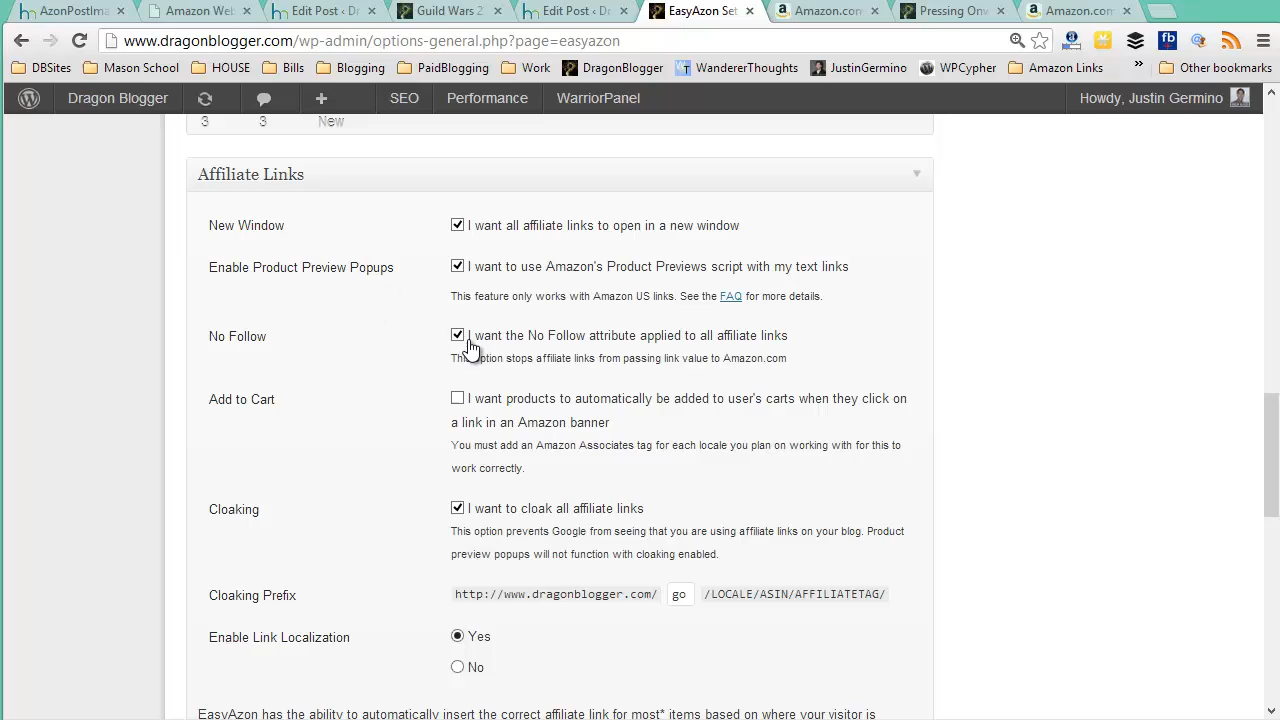 AzonPostIma
Amazon Web
Edit Post ‹ D
Guild Wars 2
Edit Post ‹ D
EasyAzon Set
Amazon.com
Pressing Onv
Amazon.com
www.dragonblogger.com/wp-admin/options-general.php?page=easyazon
DBSites
Mason School
HOUSE
Bills
Blogging
PaidBlogging
Work
DragonBlogger
WandererThoughts
JustinGermino
WPCypher
Amazon Links
»
Other bookmarks
Dragon Blogger
SEO
Performance
WarriorPanel
Howdy, Justin Germino
3 3 New
Affiliate Links
New Window
I want all affiliate links to open in a new window
Enable Product Preview Popups
I want to use Amazon's Product Previews script with my text links
This feature only works with Amazon US links. See the FAQ for more details.
No Follow
I want the No Follow attribute applied to all affiliate links
This option stops affiliate links from passing link value to Amazon.com
Add to Cart
I want products to automatically be added to user's carts when they click on
a link in an Amazon banner
You must add an Amazon Associates tag for each locale you plan on working with for this to
work correctly.
Cloaking
I want to cloak all affiliate links
This option prevents Google from seeing that you are using affiliate links on your blog. Product
preview popups will not function with cloaking enabled.
Cloaking Prefix
http://www.dragonblogger.com/ go /LOCALE/ASIN/AFFILIATETAG/
Enable Link Localization
Yes
No
EasyAzon has the ability to automatically insert the correct affiliate link for most* items based on where your visitor is